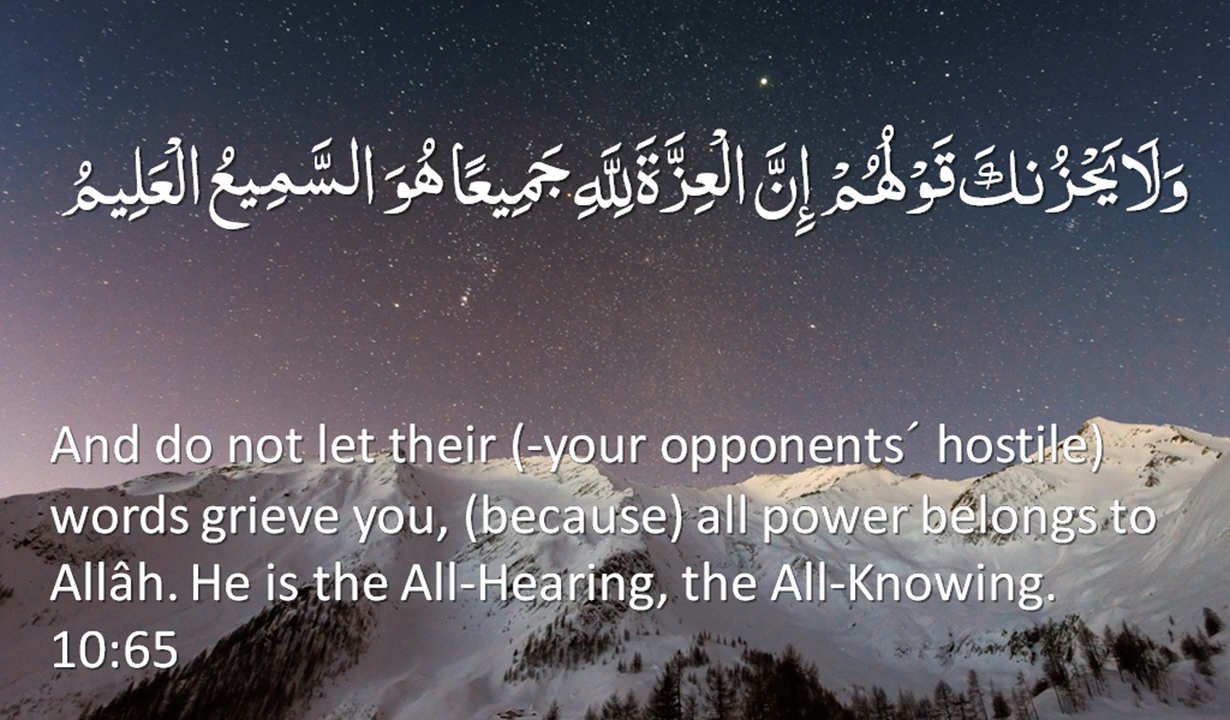 وَلَا يَحْزُنكَ قَوْلُهُمْ إِنَّ الْعِزَّةَ لِلَّهِ جَمِيعًا هُوَ السَّمِيعُ الْعَلِيمُ
And do not let their (-your opponents´ hostile)
words grieve you, (because) all power belongs to
Allâh. He is the All-Hearing, the All-Knowing.
10:65